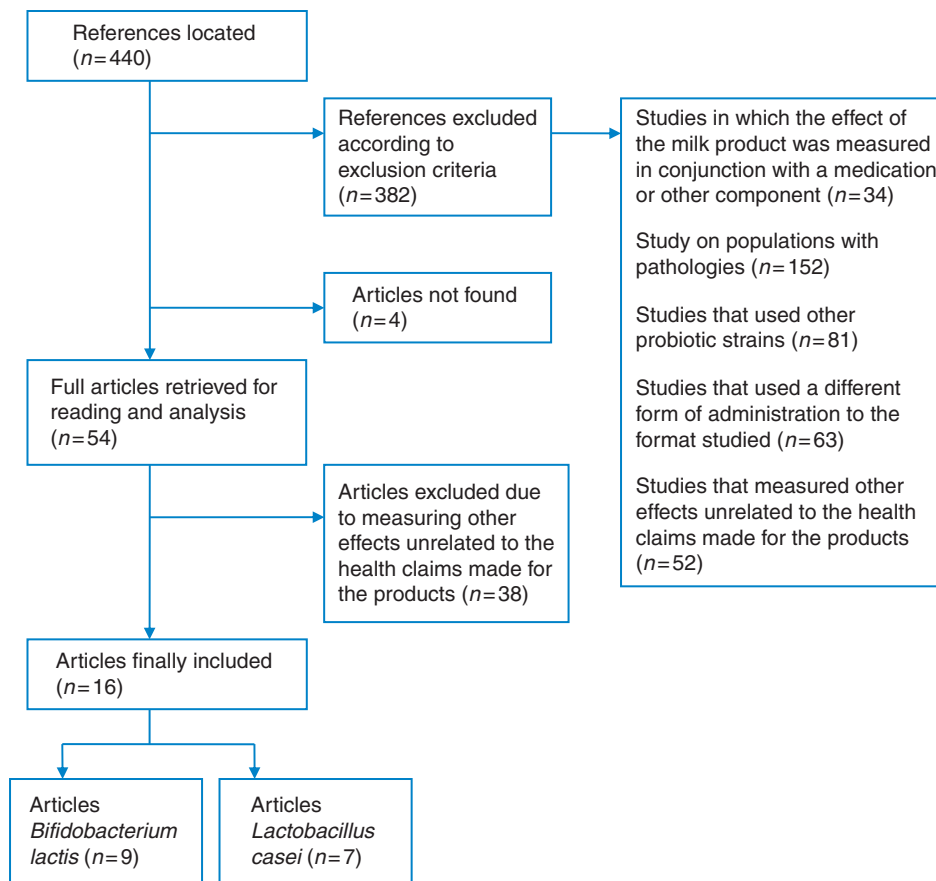 References located
(n=440)
References excluded
according to
exclusion criteria
(n=382)
Studies in which the effect of
the milk product was measured
in conjunction with a medication
or other component (n=34)
Study on populations with
pathologies (n=152)
Studies that used other
probiotic strains (n=81)
Studies that used a different
form of administration to the
format studied (n=63)
Studies that measured other
effects unrelated to the health
claims made for the products
(n=52)
Articles not found
(n=4)
Full articles retrieved for
reading and analysis
(n=54)
Articles excluded due
to measuring other
effects unrelated to the
health claims made for
the products (n=38)
Articles finally included
(n=16)
Articles
Bifidobacterium
lactis (n=9)
Articles
Lactobacillus
casei (n=7)